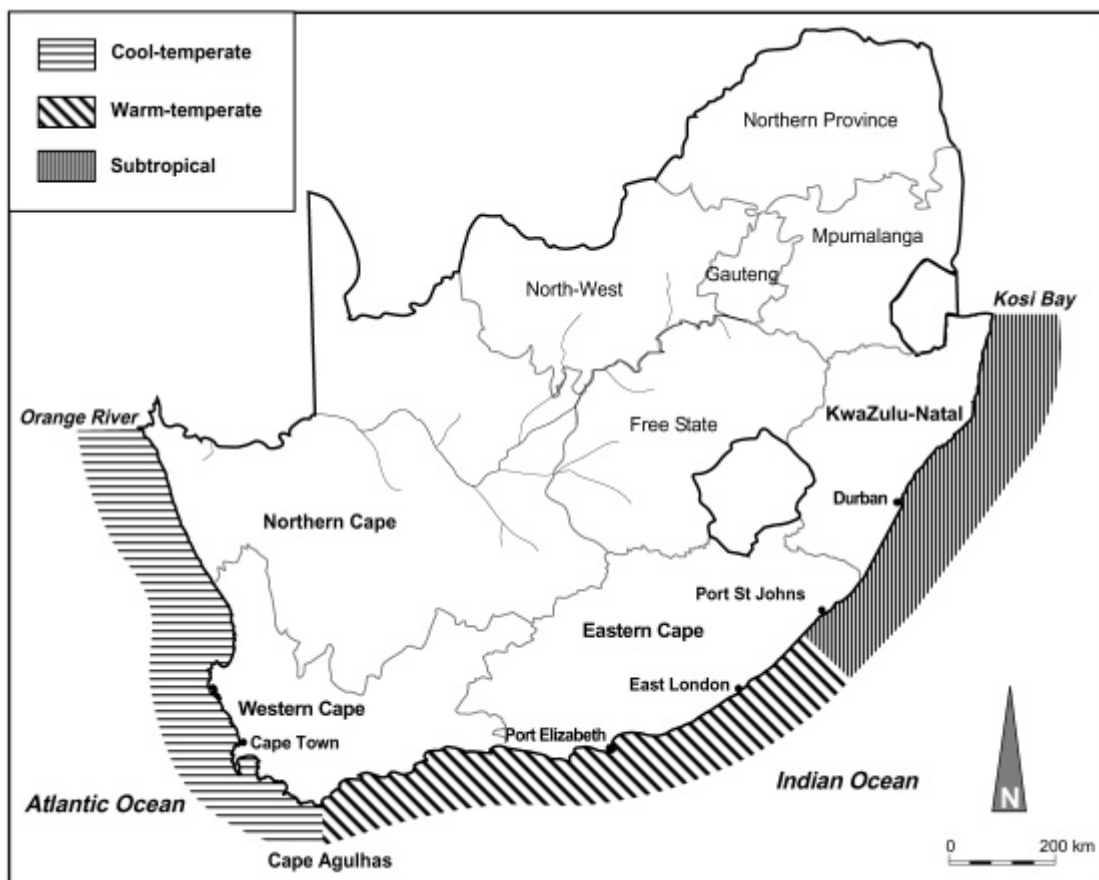 Cool-temperate
Warm-temperate
Subtropical
Northern Province
Mpumalanga
Gauteng
North-West
Kosi Bay
Orange River
KwaZulu-Natal
Free State
Durban
Northern Cape
Port St Johns
Eastern Cape
East London
Western Cape
Port Elizabeth
Cape Town
Indian Ocean
Atlantic Ocean
N
Cape Agulhas
0 200 km